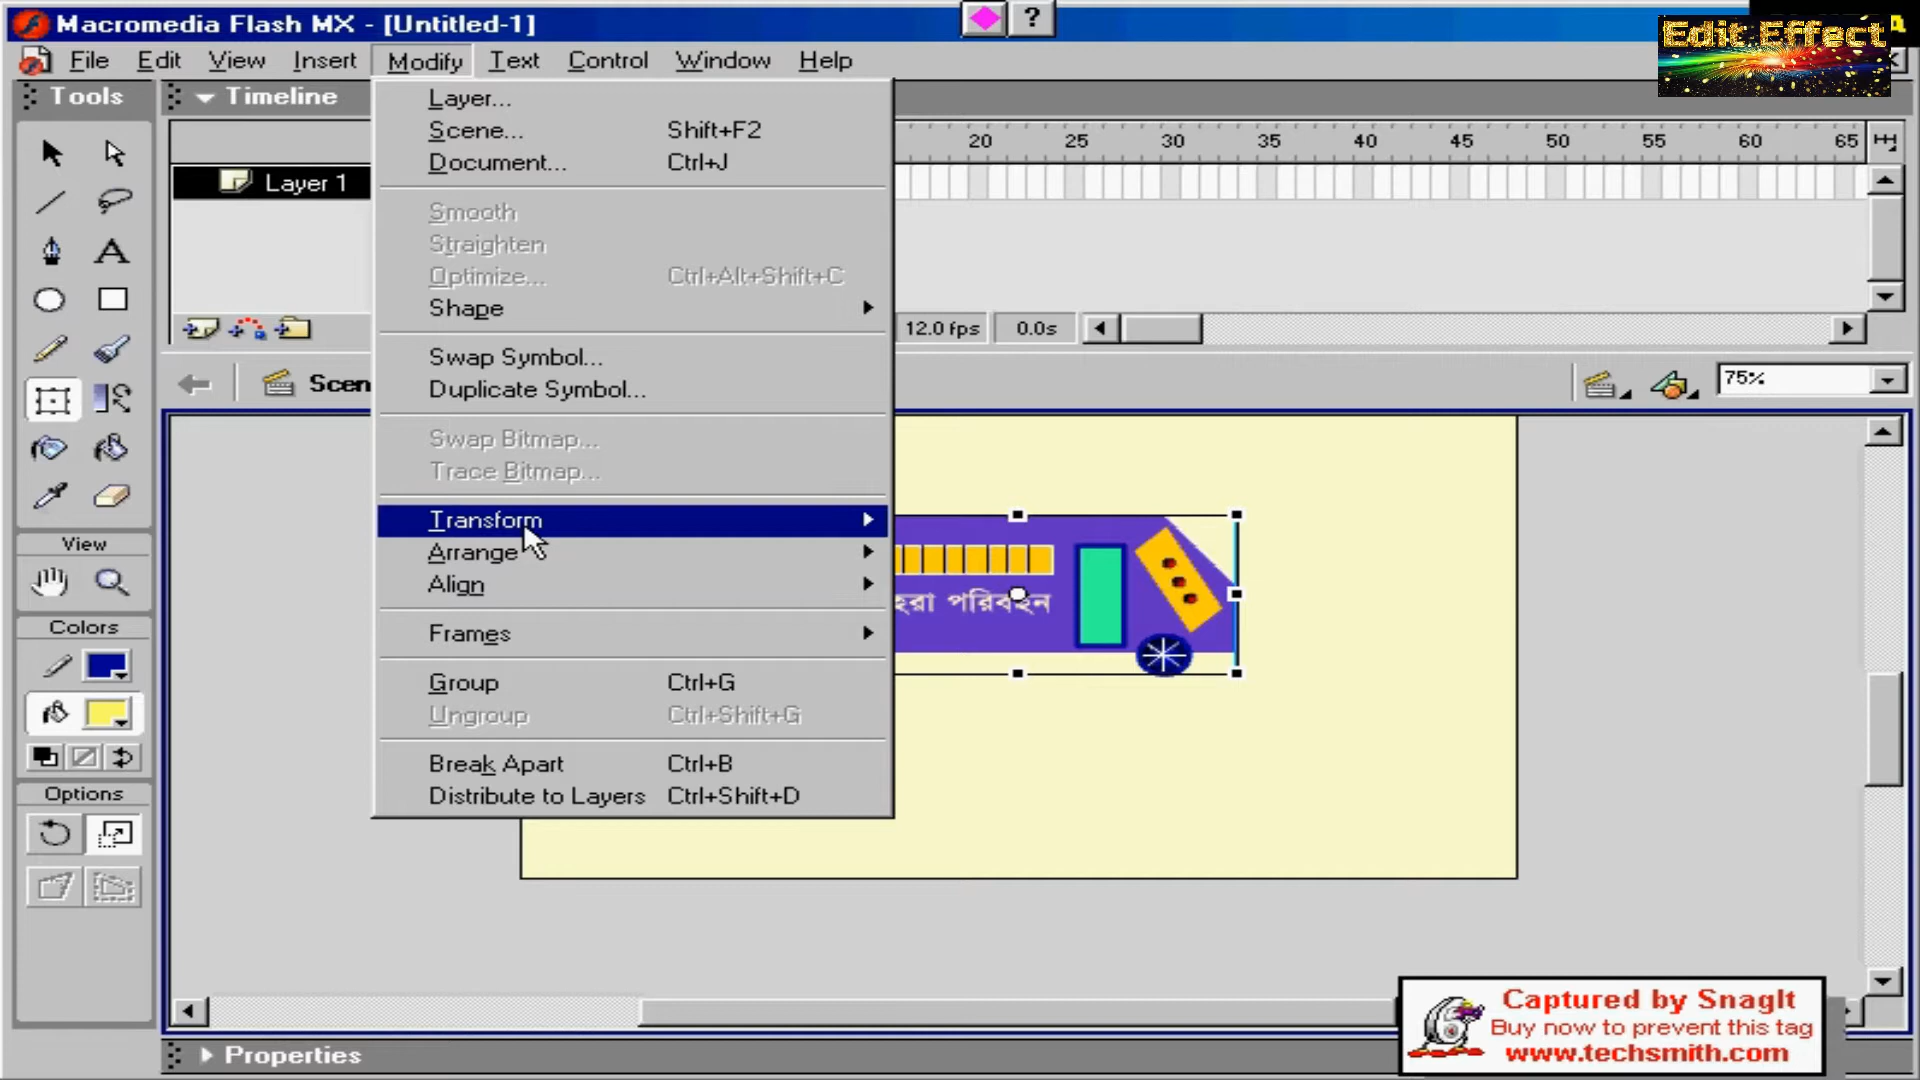 Macromedia Flash MX - [Untitled-1]
?
Edit Effect
File Edit View Insert Modify Text Control Window Help
Tools
Timeline
Layer...
Scene... Shift+F2
Document... Ctrl+J
20 25 30 35 40 45 50 55 60 65
Layer 1
Smooth
Straighten
Optimize... Ctrl+Alt+Shift+C
Shape
12.0 fps 0.0s
Swap Symbol...
Scen
75%
Duplicate Symbol...
Swap Bitmap...
Trace Bitmap...
Transform
Arrange
Align
View
হরা পরিবহন
Colors
Frames
Group Ctrl+G
Ungroup Ctrl+Shift+G
Break Apart Ctrl+B
Distribute to Layers Ctrl+Shift+D
Options
Captured by SnagIt
Buy now to prevent this tag
www.techsmith.com
Properties